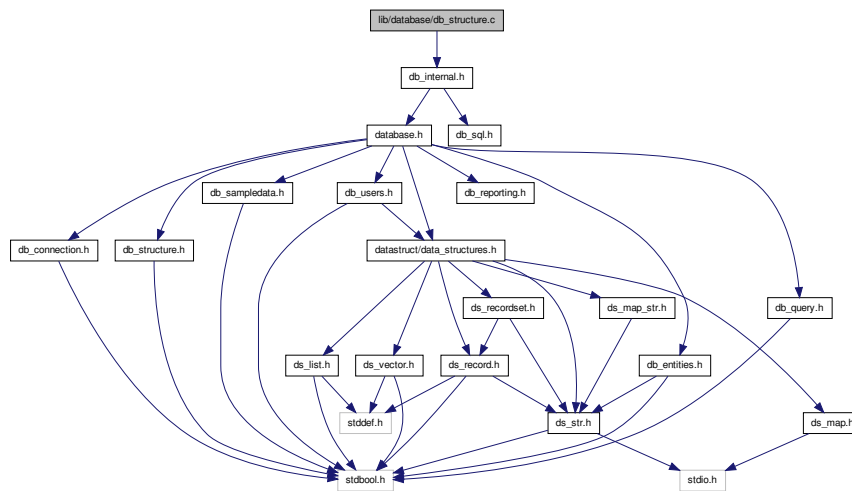 lib/database/db_structure.c
db_internal.h
database.h
db_sql.h
db_sampledata.h
db_users.h
db_reporting.h
db_connection.h
db_structure.h
datastruct/data_structures.h
ds_recordset.h
ds_map_str.h
db_query.h
ds_list.h
ds_vector.h
ds_record.h
db_entities.h
stddef.h
ds_str.h
ds_map.h
stdbool.h
stdio.h